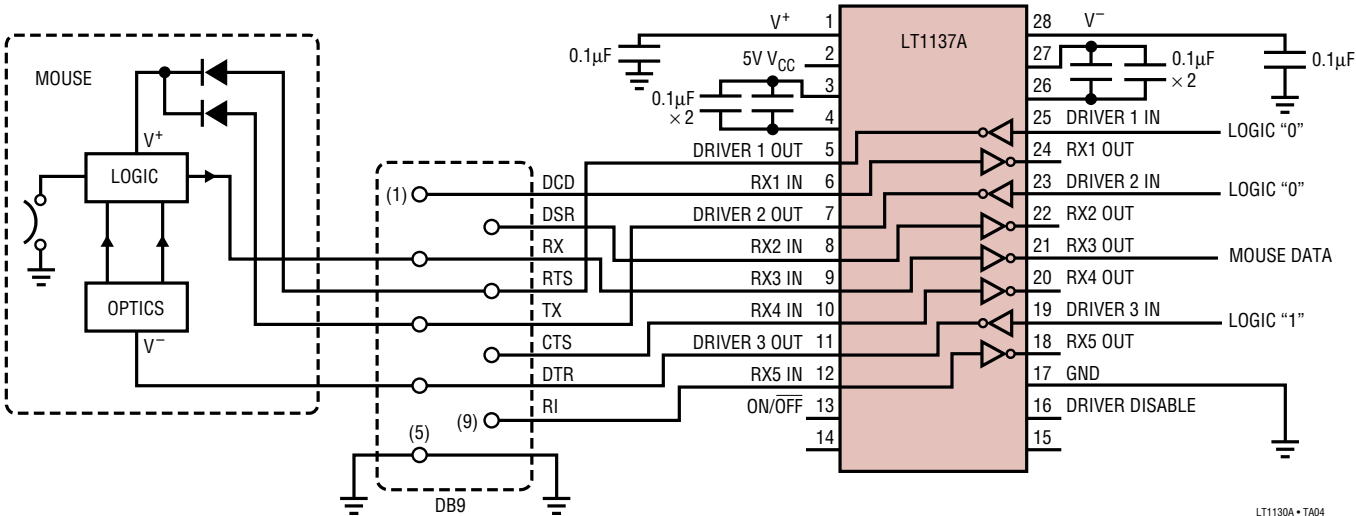 MOUSE
V+
LOGIC
OPTICS
V−
(1)
(5)
(9)
DB9
DCD
DSR
RX
RTS
TX
CTS
DTR
RI
0.1µF
V+ 1
5V VCC 2
0.1µF
× 2
3
4
DRIVER 1 OUT 5
RX1 IN 6
DRIVER 2 OUT 7
RX2 IN 8
RX3 IN 9
RX4 IN 10
DRIVER 3 OUT 11
RX5 IN 12
ON/OFF 13
14
LT1137A
28 V−
0.1µF
27
0.1µF
× 2
26
25 DRIVER 1 IN
LOGIC “0”
24 RX1 OUT
23 DRIVER 2 IN
LOGIC “0”
22 RX2 OUT
21 RX3 OUT
MOUSE DATA
20 RX4 OUT
19 DRIVER 3 IN
LOGIC “1”
18 RX5 OUT
17 GND
16 DRIVER DISABLE
15
LT1130A • TA04